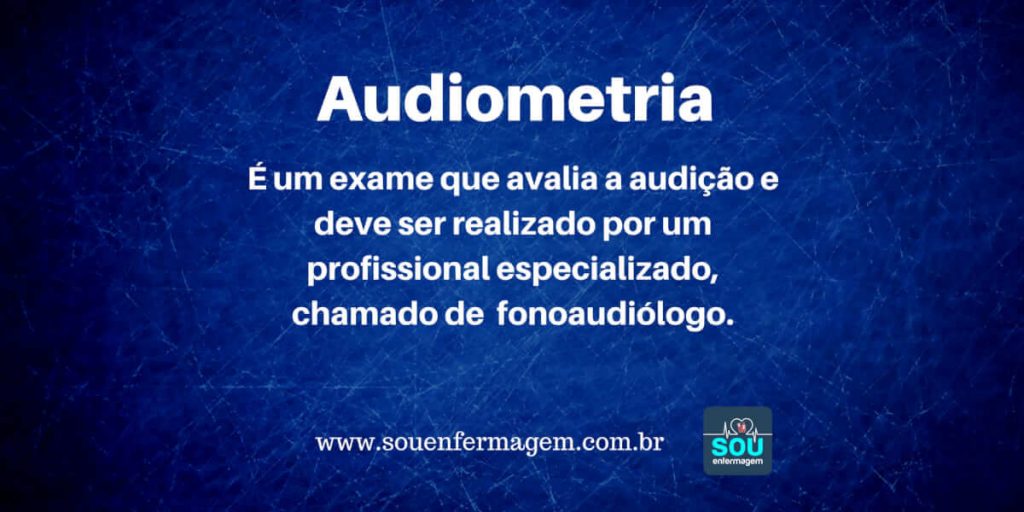 Audiometria
É um exame que avalia a audição e
deve ser realizado por um
profissional especializado,
chamado de fonoaudiólogo.
www.souenfermagem.com.br
SOU
enfermagem